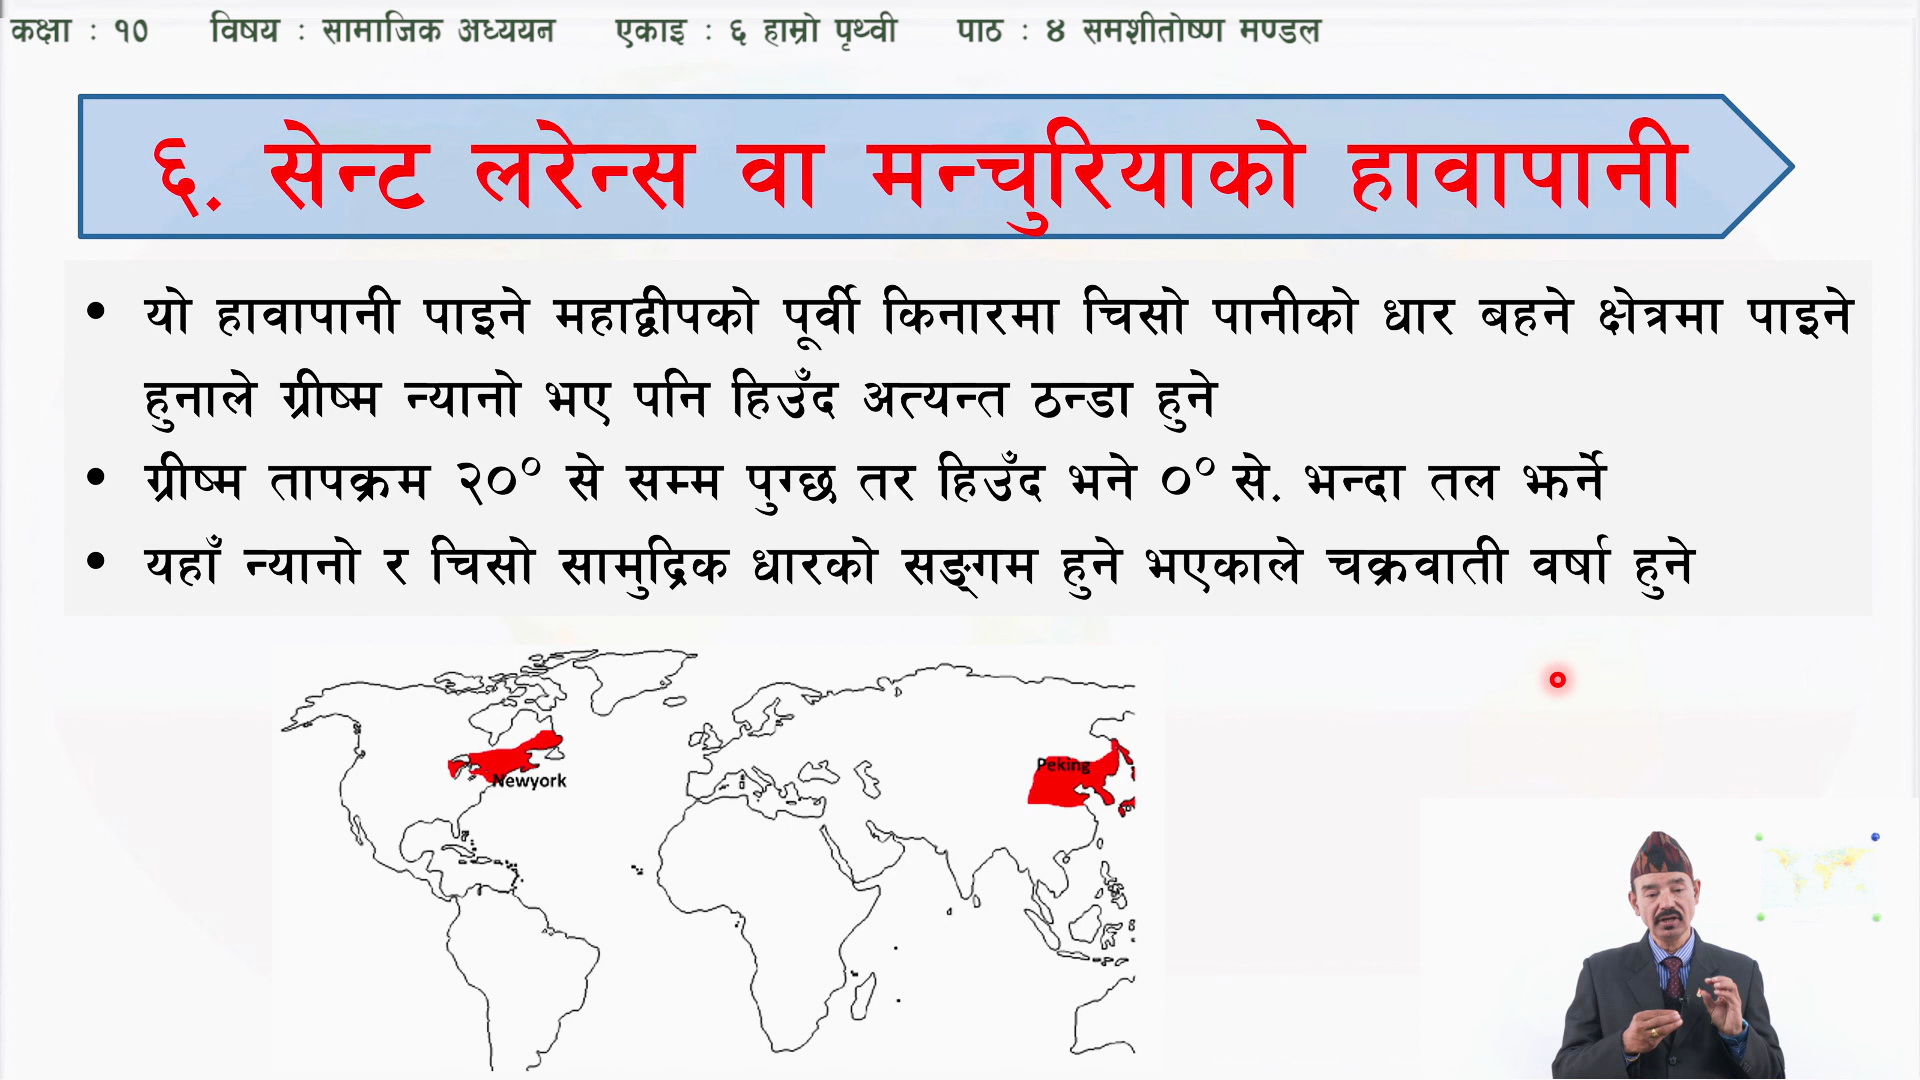 कक्षा : १० विषय : सामाजिक अध्ययन एकाइ : ६ हाम्रो पृथ्वी पाठ : ४ समशीतोष्ण मण्डल
६. सेन्ट लरेन्स वा मन्चुरियाको हावापानी
• यो हावापानी पाइने महाद्वीपको पूर्वी किनारमा चिसो पानीको धार बहने क्षेत्रमा पाइने
हुनाले ग्रीष्म न्यानो भए पनि हिउँद अत्यन्त ठन्डा हुने
• ग्रीष्म तापक्रम २०° से सम्म पुग्छ तर हिउँद भने ०° से. भन्दा तल झर्ने
• यहाँ न्यानो र चिसो सामुद्रिक धारको सङ्गम हुने भएकाले चक्रवाती वर्षा हुने
Newyork
Peking